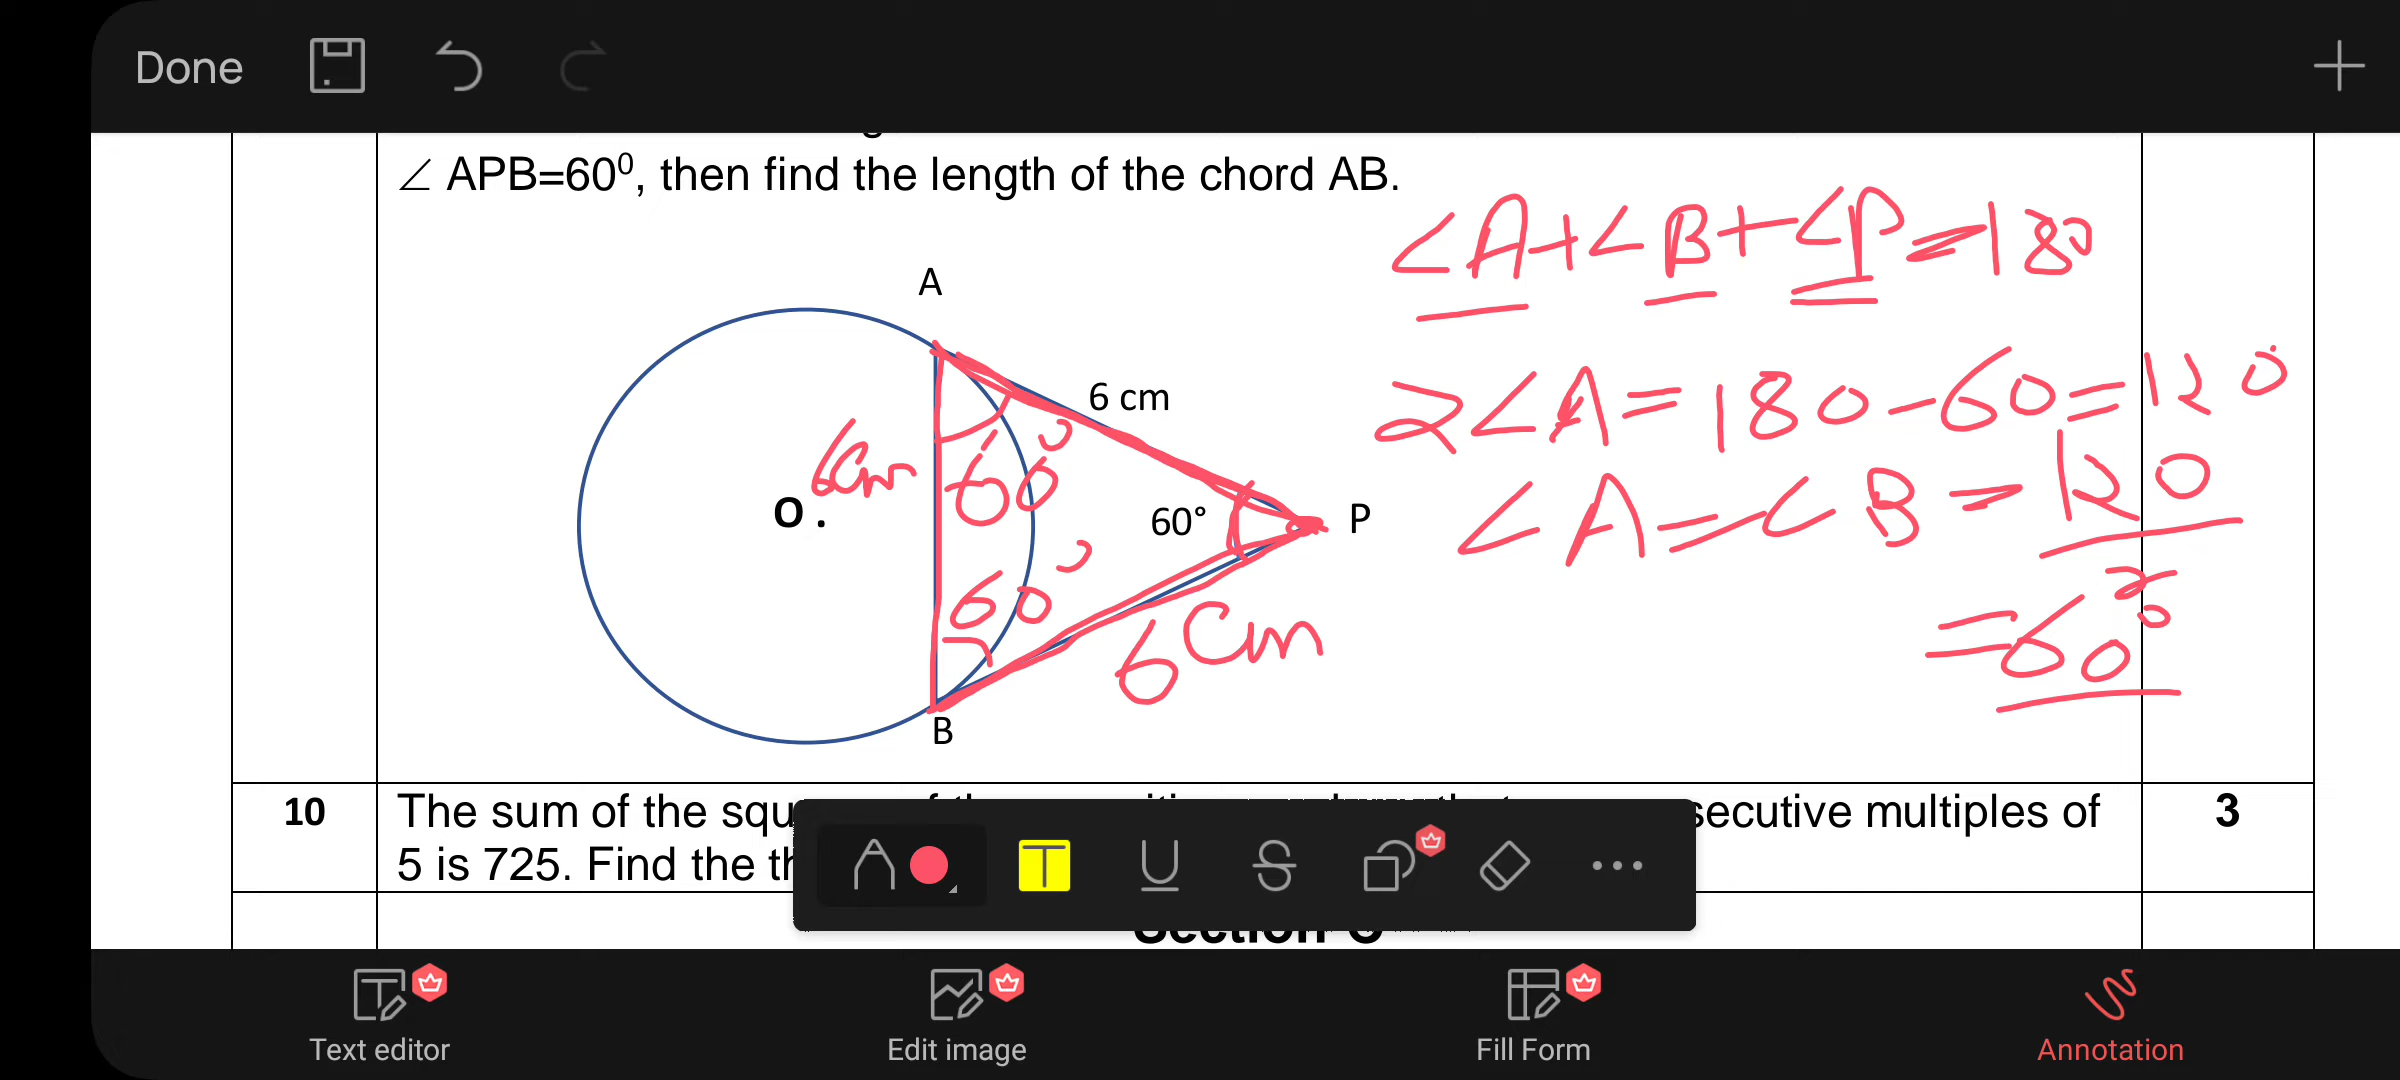 Done
∠ APB=60⁰, then find the length of the chord AB.
∠A+∠B+∠P=180
A
6 cm
2∠A=180-60=120°
6cm
60°
∠A=∠B=120
2
O .
60°
P
=60°
60°
6cm
B
10
The sum of the squ
secutive multiples of
3
5 is 725. Find the th
T
U
S
Text editor
Edit image
Fill Form
Annotation